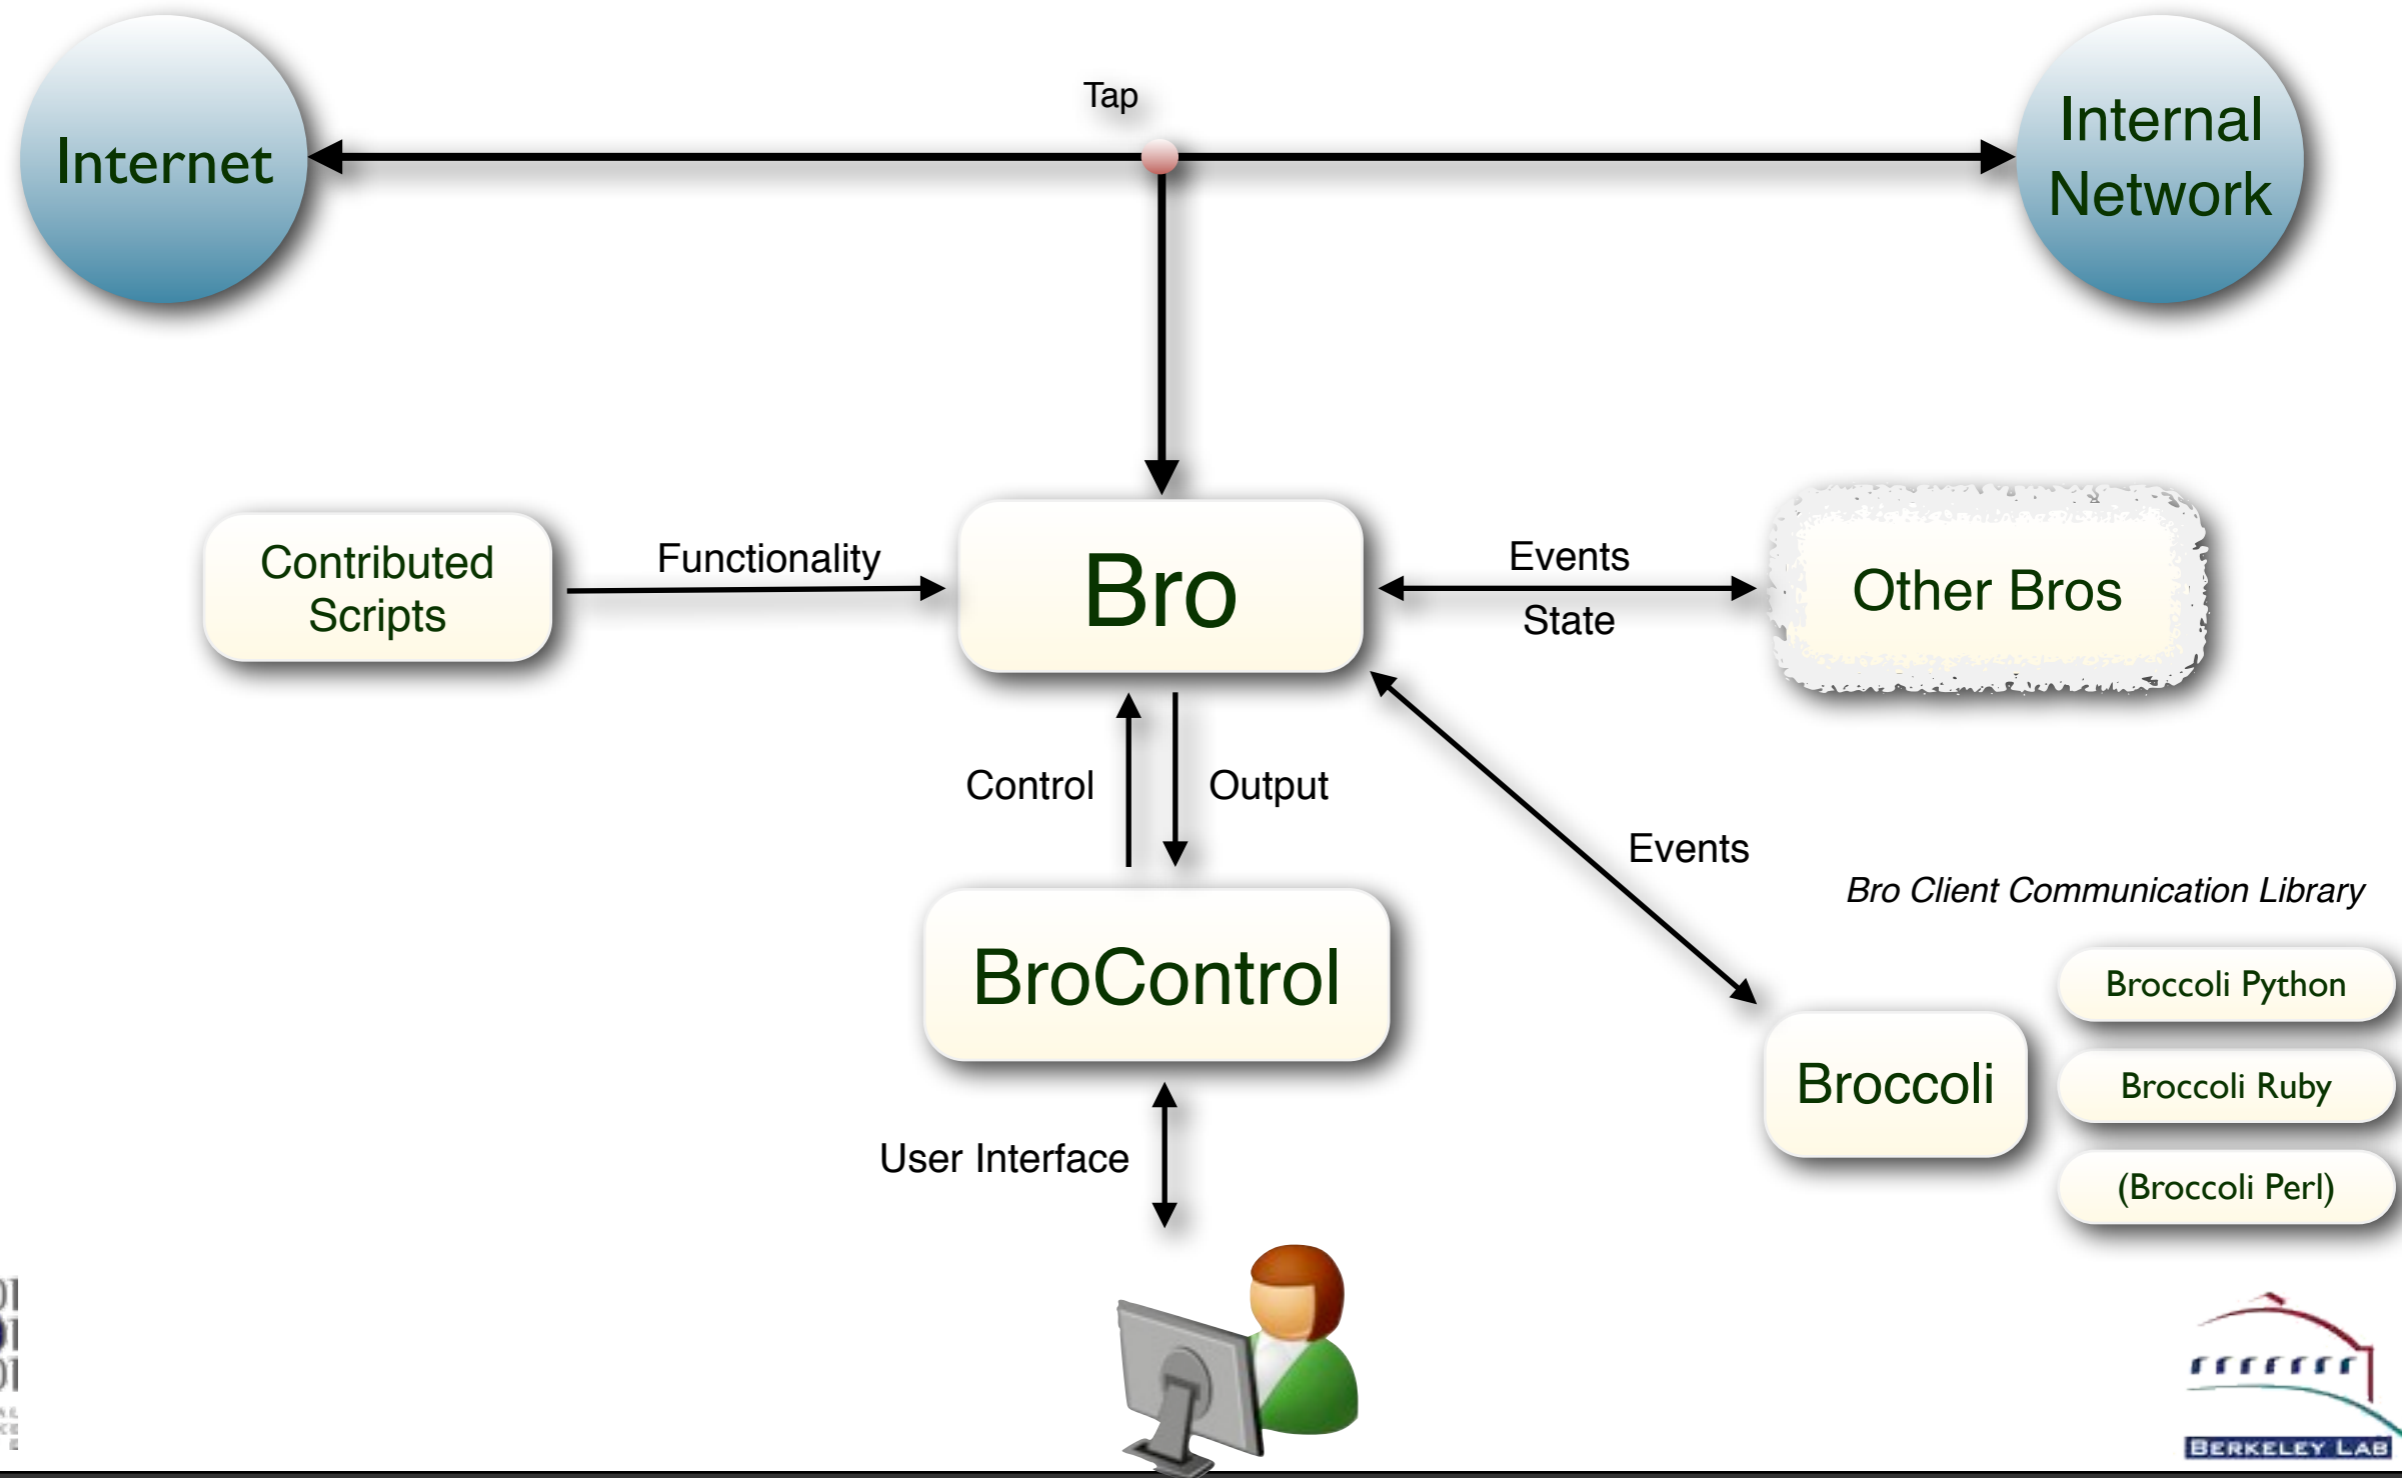 Tap
Internet
Internal
Network
Contributed
Scripts
Functionality
Bro
Events
State
Other Bros
Control
Output
Events
Bro Client Communication Library
BroControl
Broccoli Python
Broccoli
Broccoli Ruby
(Broccoli Perl)
User Interface
BERKELEY LAB